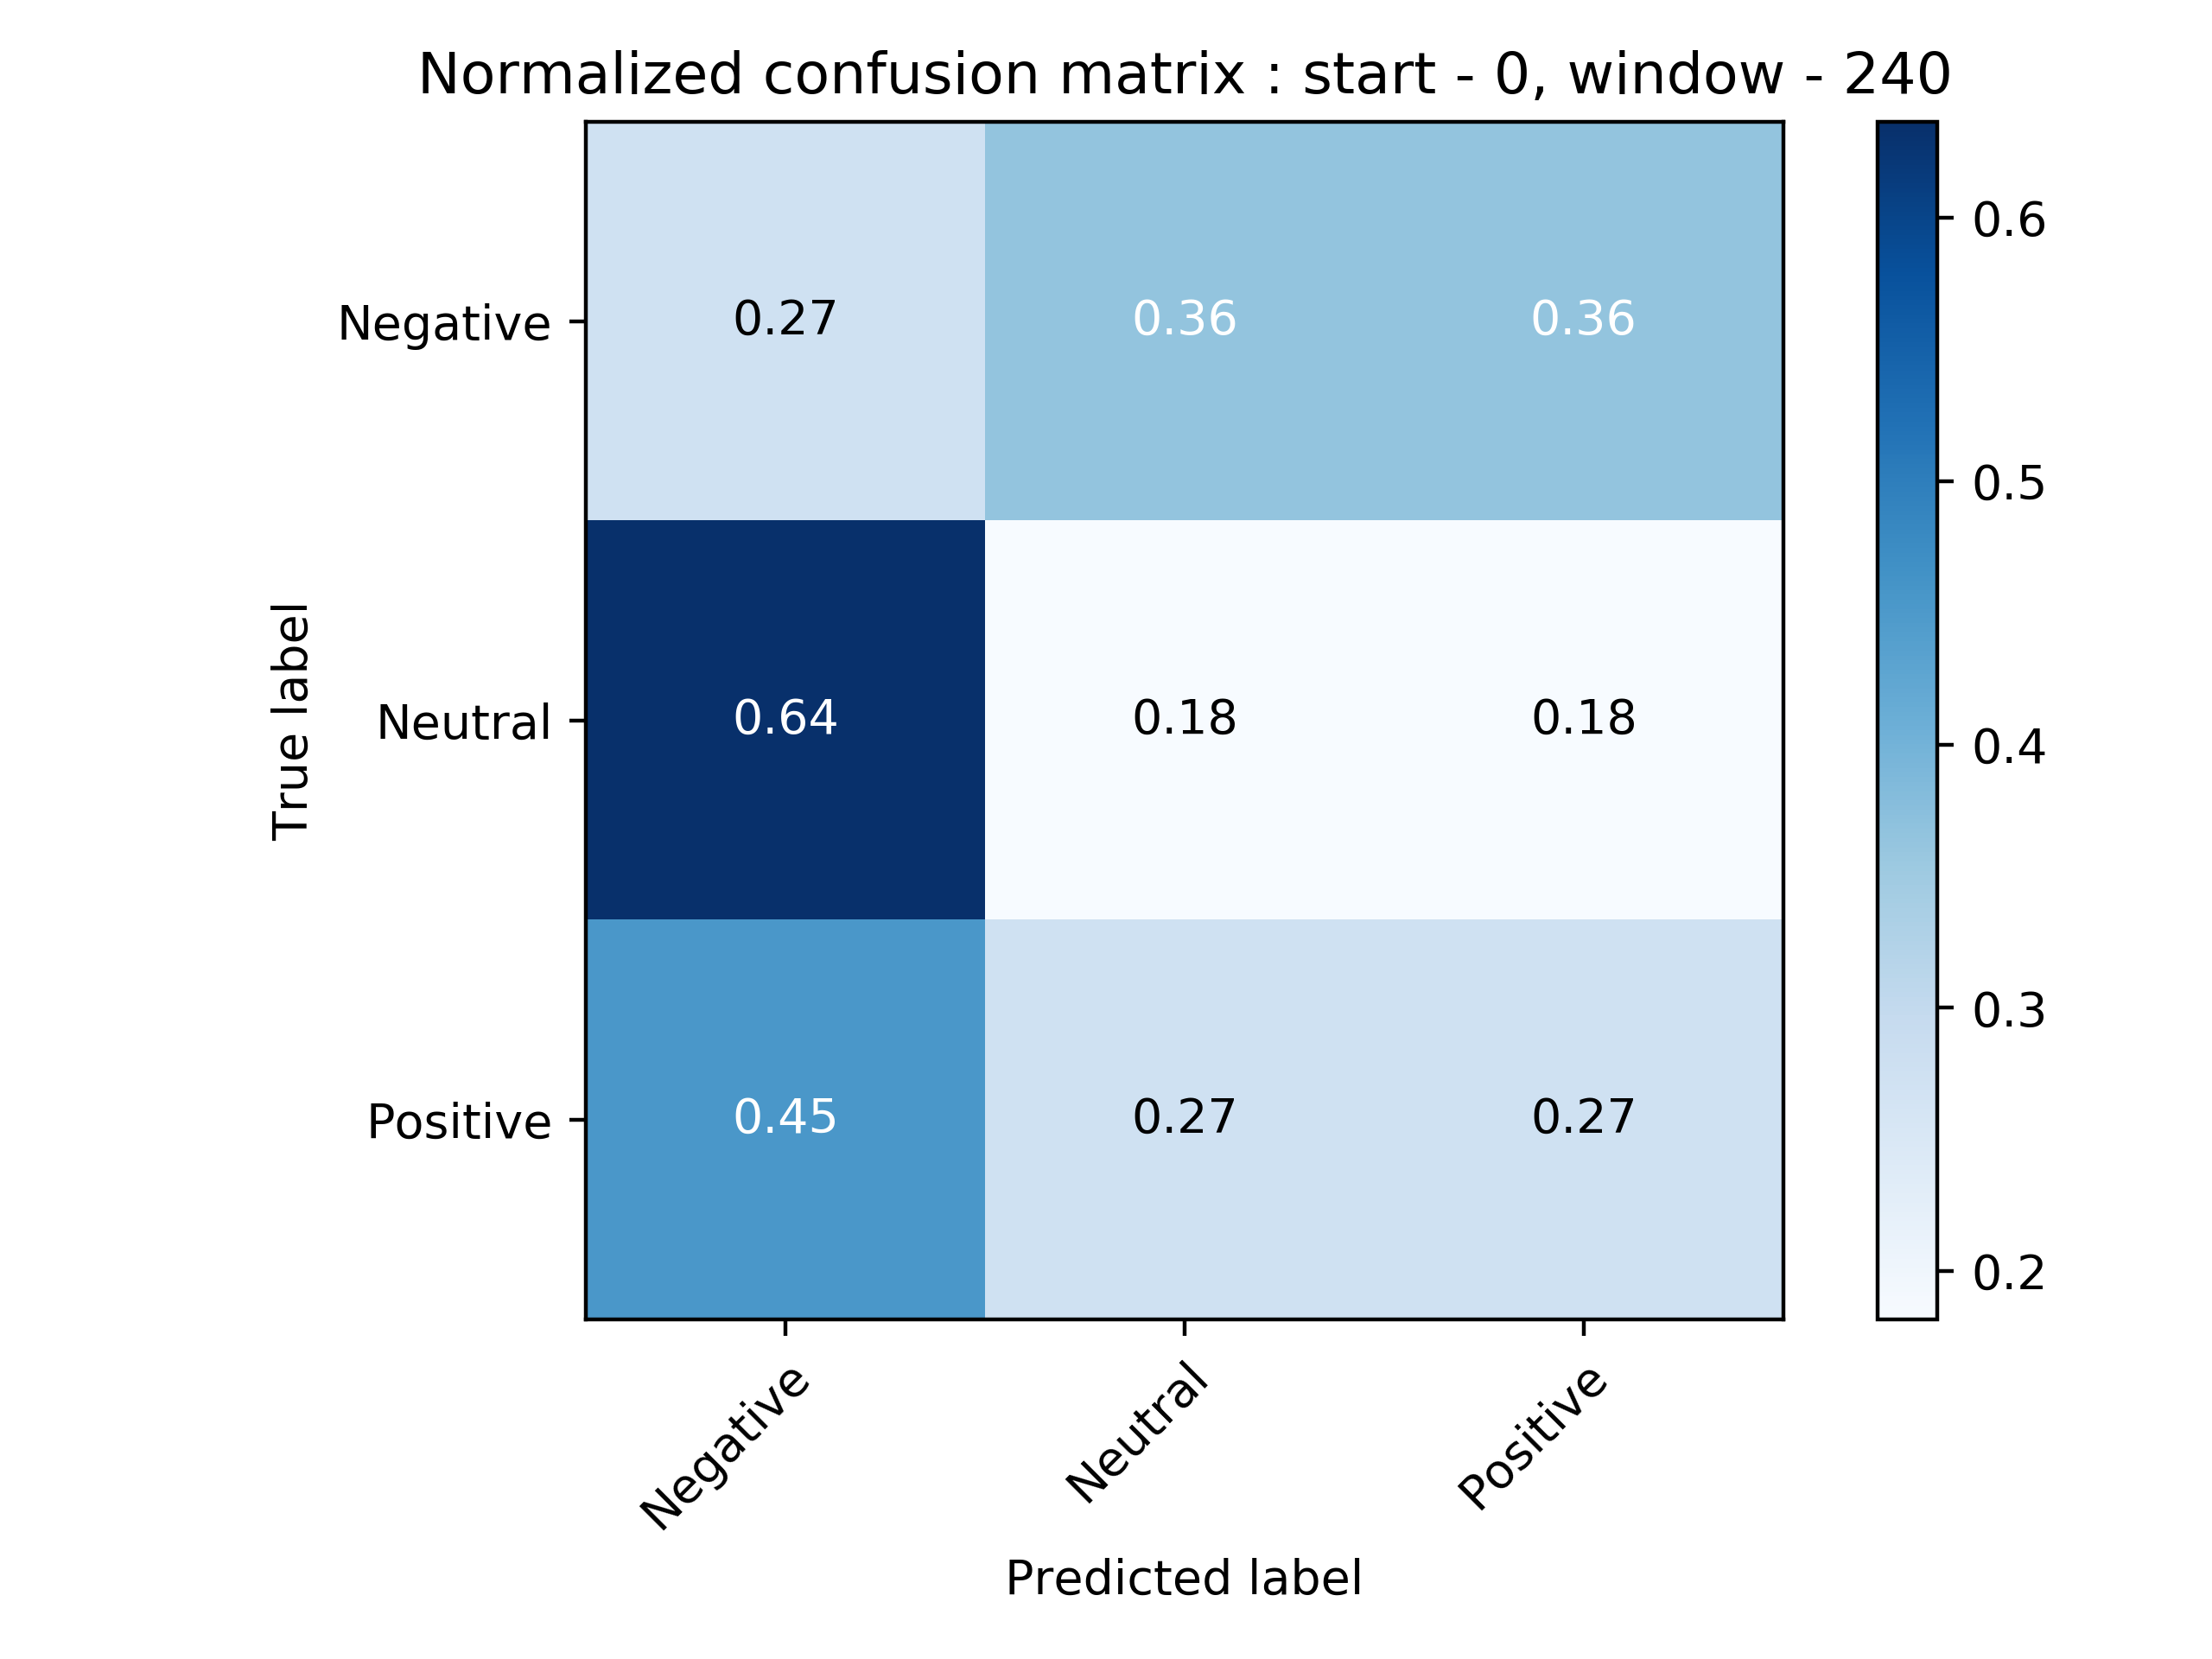 Normalized confusion matrix : start - 0, window - 240
True label
Negative 0.27 0.36 0.36
Neutral 0.64 0.18 0.18
Positive 0.45 0.27 0.27
Negative Neutral Positive
Predicted label
0.6
0.5
0.4
0.3
0.2